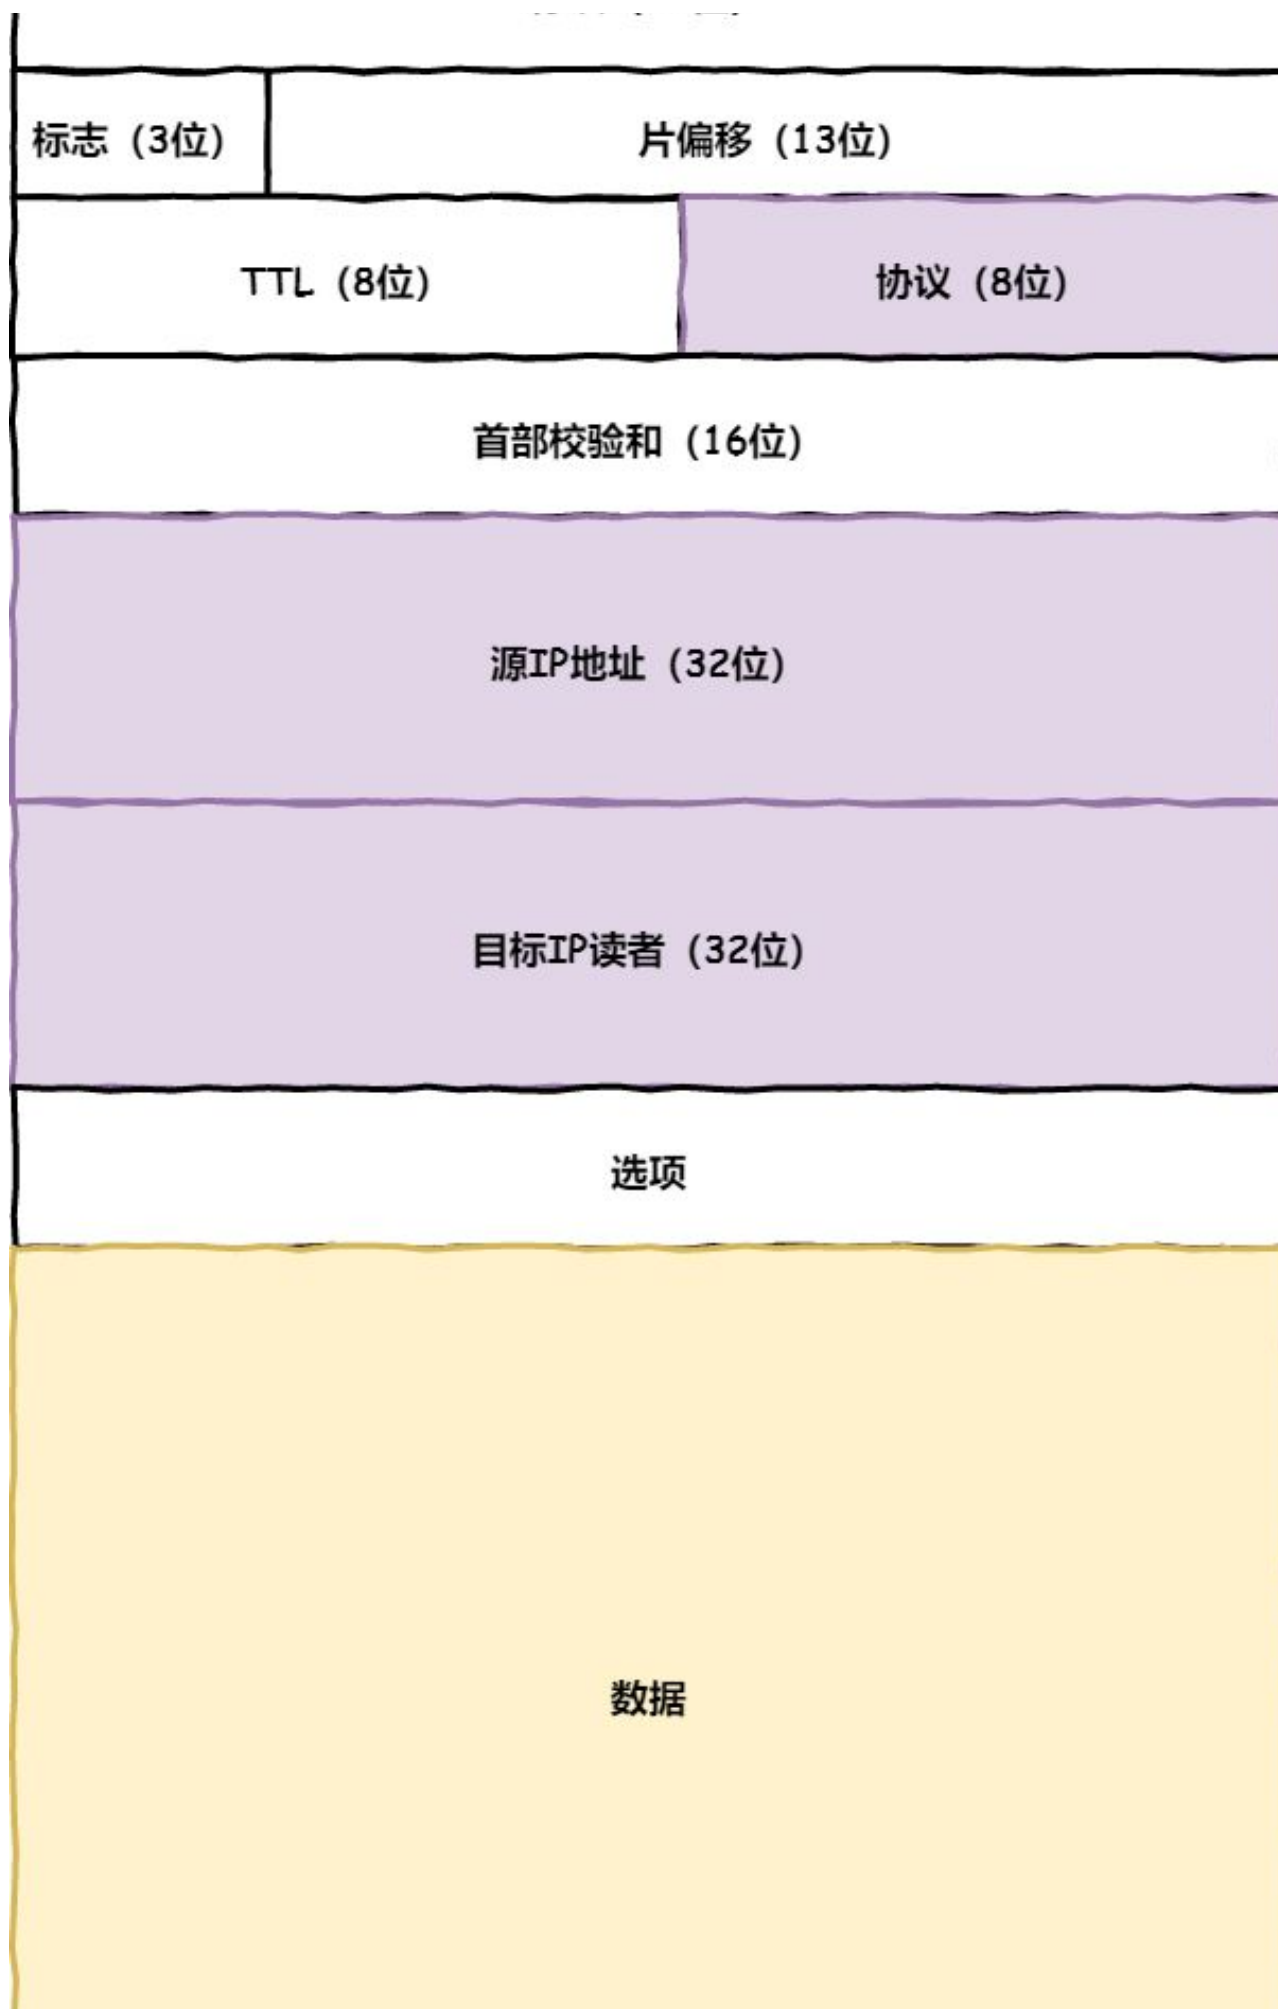 标志（3位）
片偏移（13位）
TTL（8位）
协议（8位）
首部校验和（16位）
源IP地址（32位）
目标IP读者（32位）
选项
数据